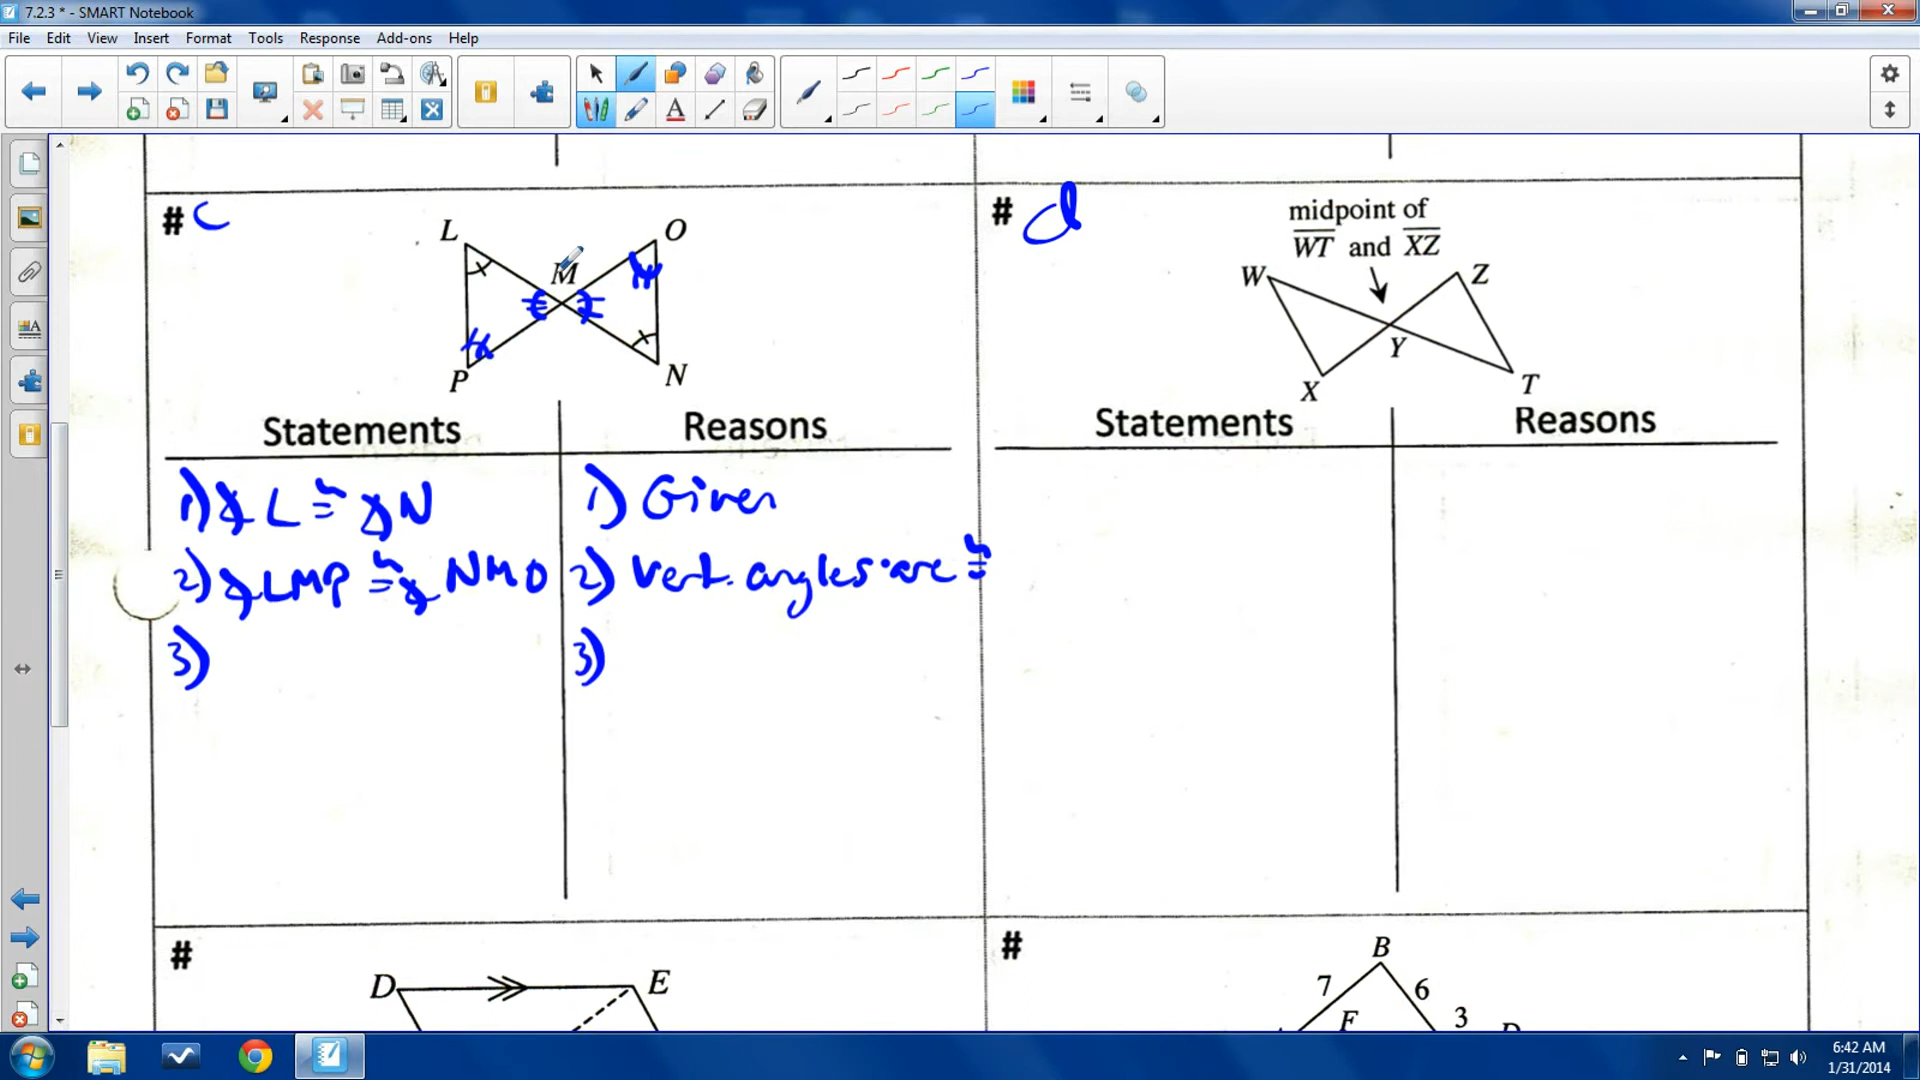 7.2.3 * - SMART Notebook
File Edit View Insert Format Tools Response Add-ons Help
# c
L
O
M
P
N
Statements Reasons
1) ∡ L ≅ ∡ N
1) Given
2) ∡ LMP ≅ ∡ NMO
2) Vert. angles are ≅
3)
3)
# d
midpoint of
WT and XZ
W
Z
Y
X
T
Statements Reasons
#
D
E
#
B
7
6
F
3
6:42 AM
1/31/2014